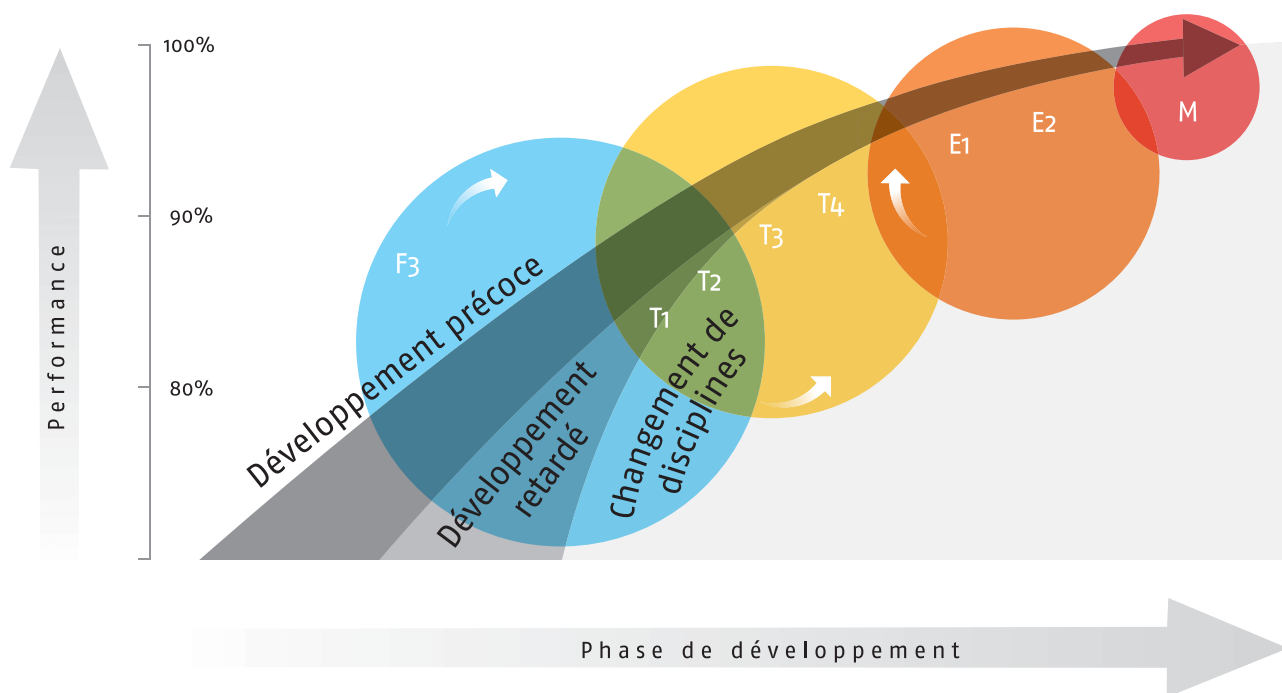 100%
90%
80%
Performance
F3
T1
T2
T3
T4
E1
E2
M
Développement précoce
Développement
retardé
Changement de
disciplines
Phase de développement